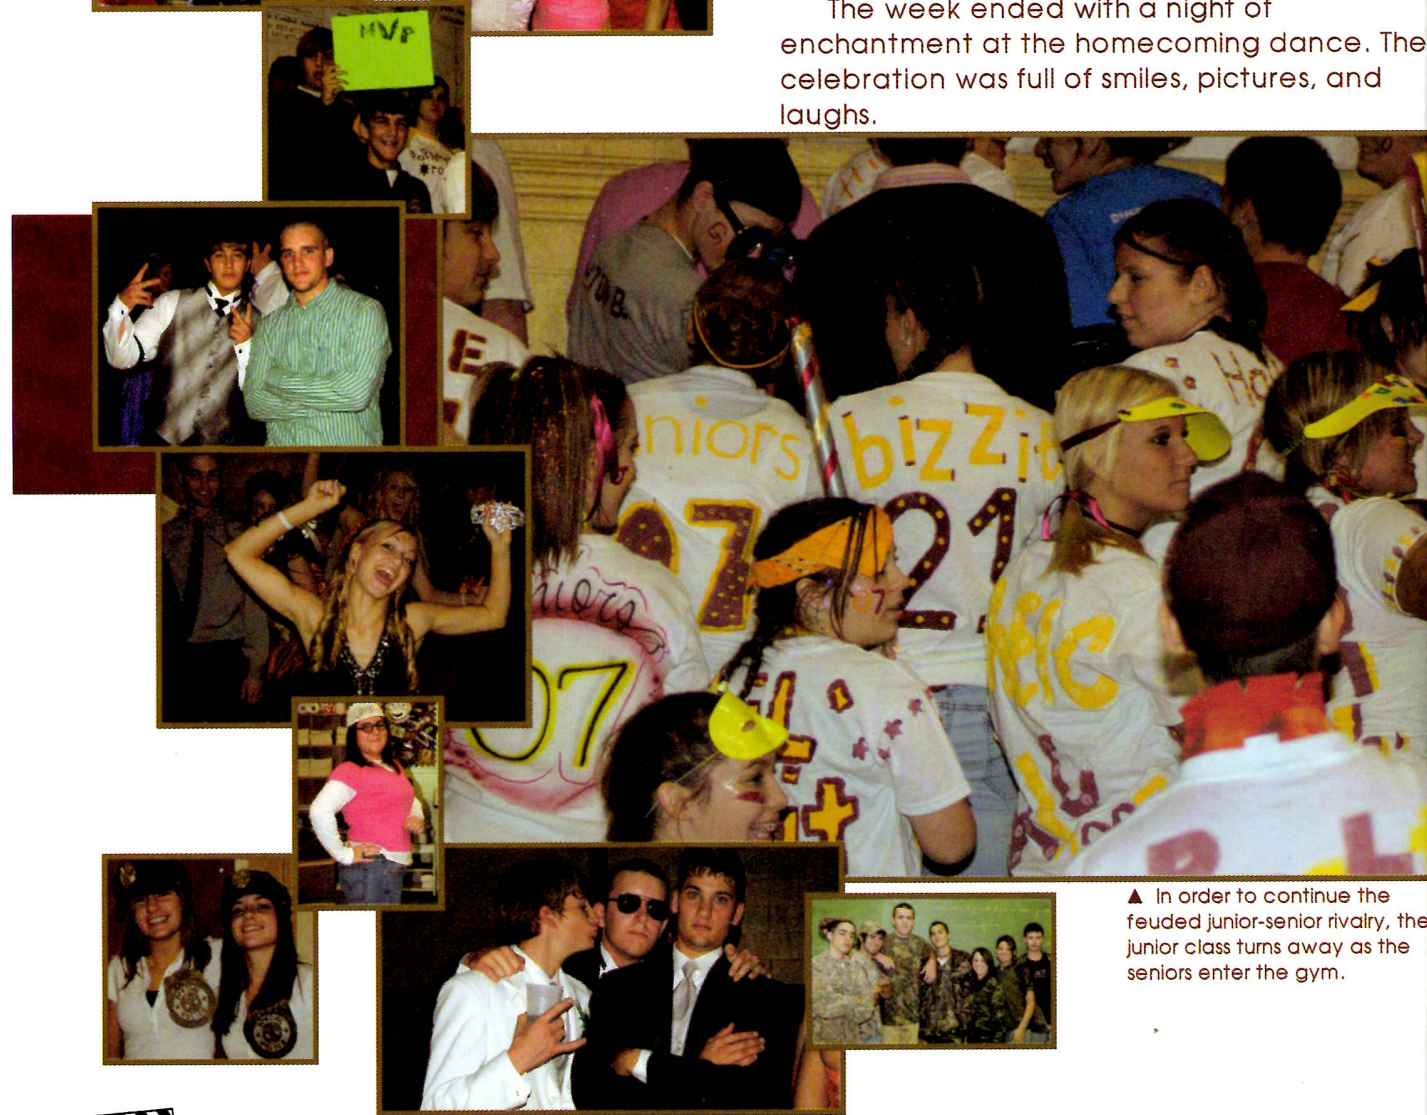 The week ended with a night of
enchantment at the homecoming dance. The
celebration was full of smiles, pictures, and
laughs.
MVP
E
niors
07
bizzit
21
niors
07
07
▲ In order to continue the
feuded junior-senior rivalry, the
junior class turns away as the
seniors enter the gym.